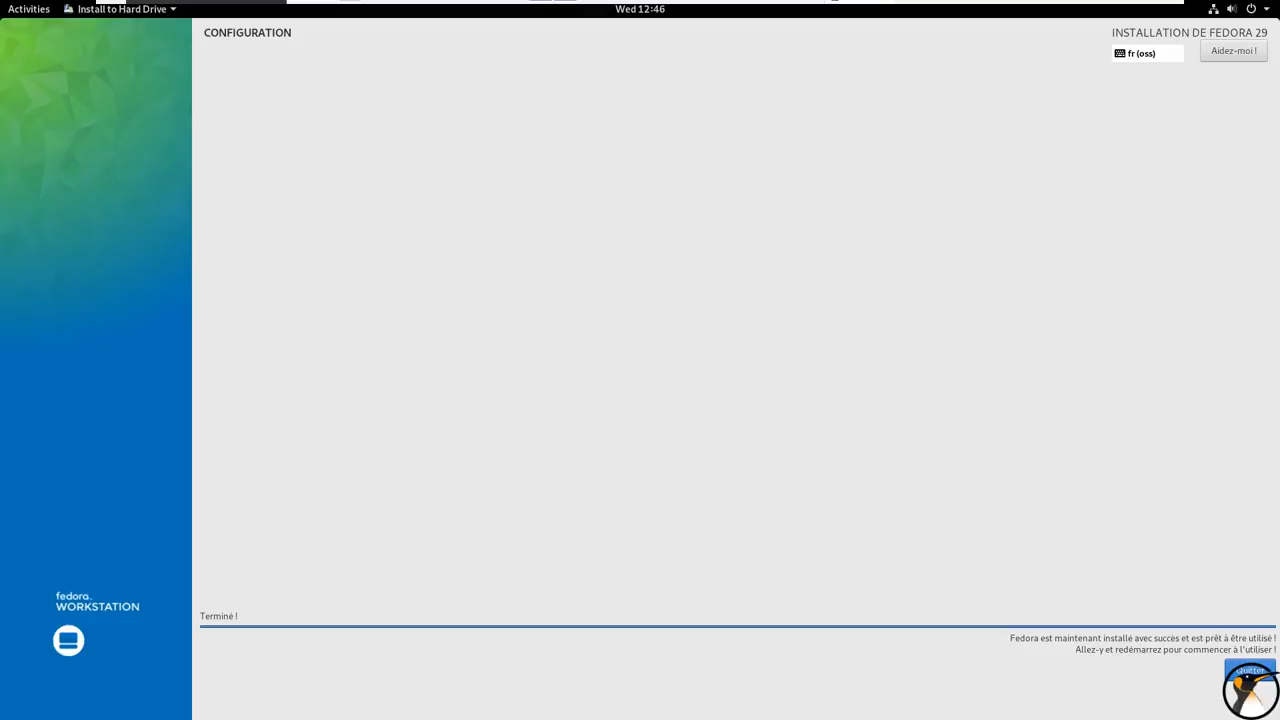 Activities Install to Hard Drive Wed 12:46
CONFIGURATION
INSTALLATION DE FEDORA 29
fr (oss)
Aidez-moi !
fedora.
WORKSTATION
Terminé !
Fedora est maintenant installé avec succès et est prêt à être utilisé !
Allez-y et redémarrez pour commencer à l'utiliser !
Quitter